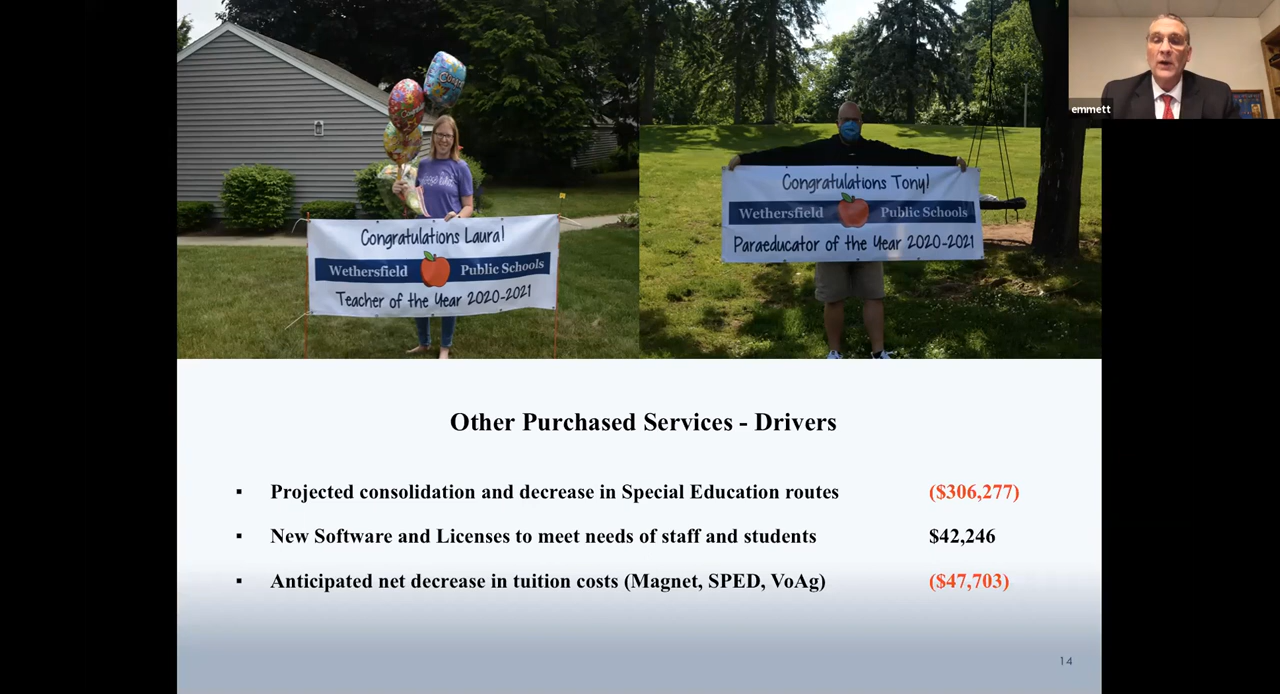 emmett
Congratulations Laura!
Wethersfield Public Schools
Teacher of the Year 2020-2021
Congratulations Tony!
Wethersfield Public Schools
Paraeducator of the Year 2020-2021
Other Purchased Services - Drivers
▪ Projected consolidation and decrease in Special Education routes ($306,277)
▪ New Software and Licenses to meet needs of staff and students $42,246
▪ Anticipated net decrease in tuition costs (Magnet, SPED, VoAg) ($47,703)
14